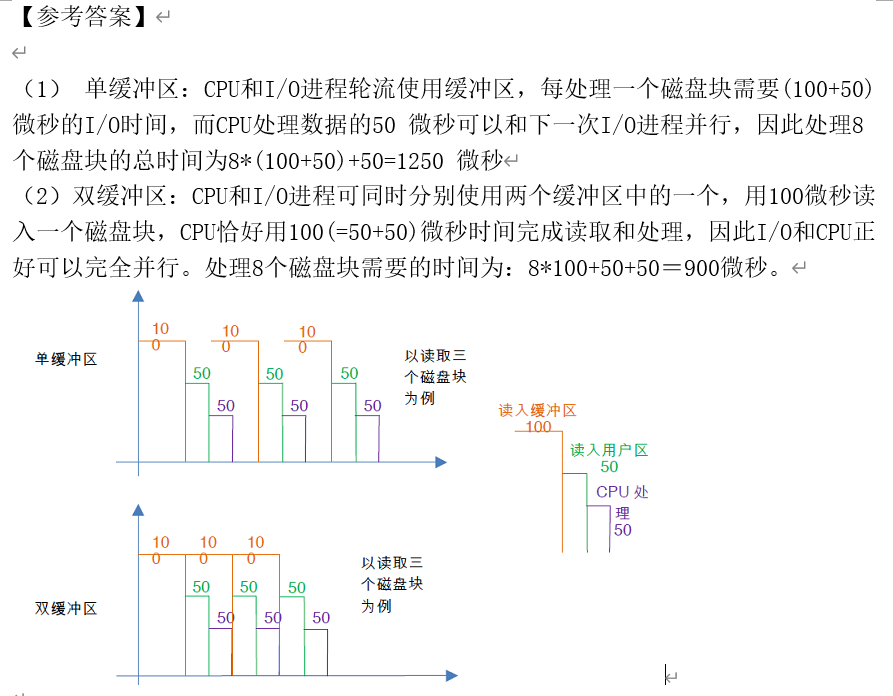 【参考答案】
（1） 单缓冲区：CPU和I/O进程轮流使用缓冲区，每处理一个磁盘块需要(100+50)
微秒的I/O时间，而CPU处理数据的50 微秒可以和下一次I/O进程并行，因此处理8
个磁盘块的总时间为8*(100+50)+50=1250 微秒
（2）双缓冲区：CPU和I/O进程可同时分别使用两个缓冲区中的一个，用100微秒读
入一个磁盘块，CPU恰好用100(=50+50)微秒时间完成读取和处理，因此I/O和CPU正
好可以完全并行。处理8个磁盘块需要的时间为：8*100+50+50＝900微秒。
单缓冲区
10
0
10
0
10
0
50
50
50
50
50
50
以读取三
个磁盘块
为例
读入缓冲区
100
读入用户区
50
CPU 处
理
50
双缓冲区
10
0
10
0
10
0
50
50
50
50
50
50
以读取三
个磁盘块
为例